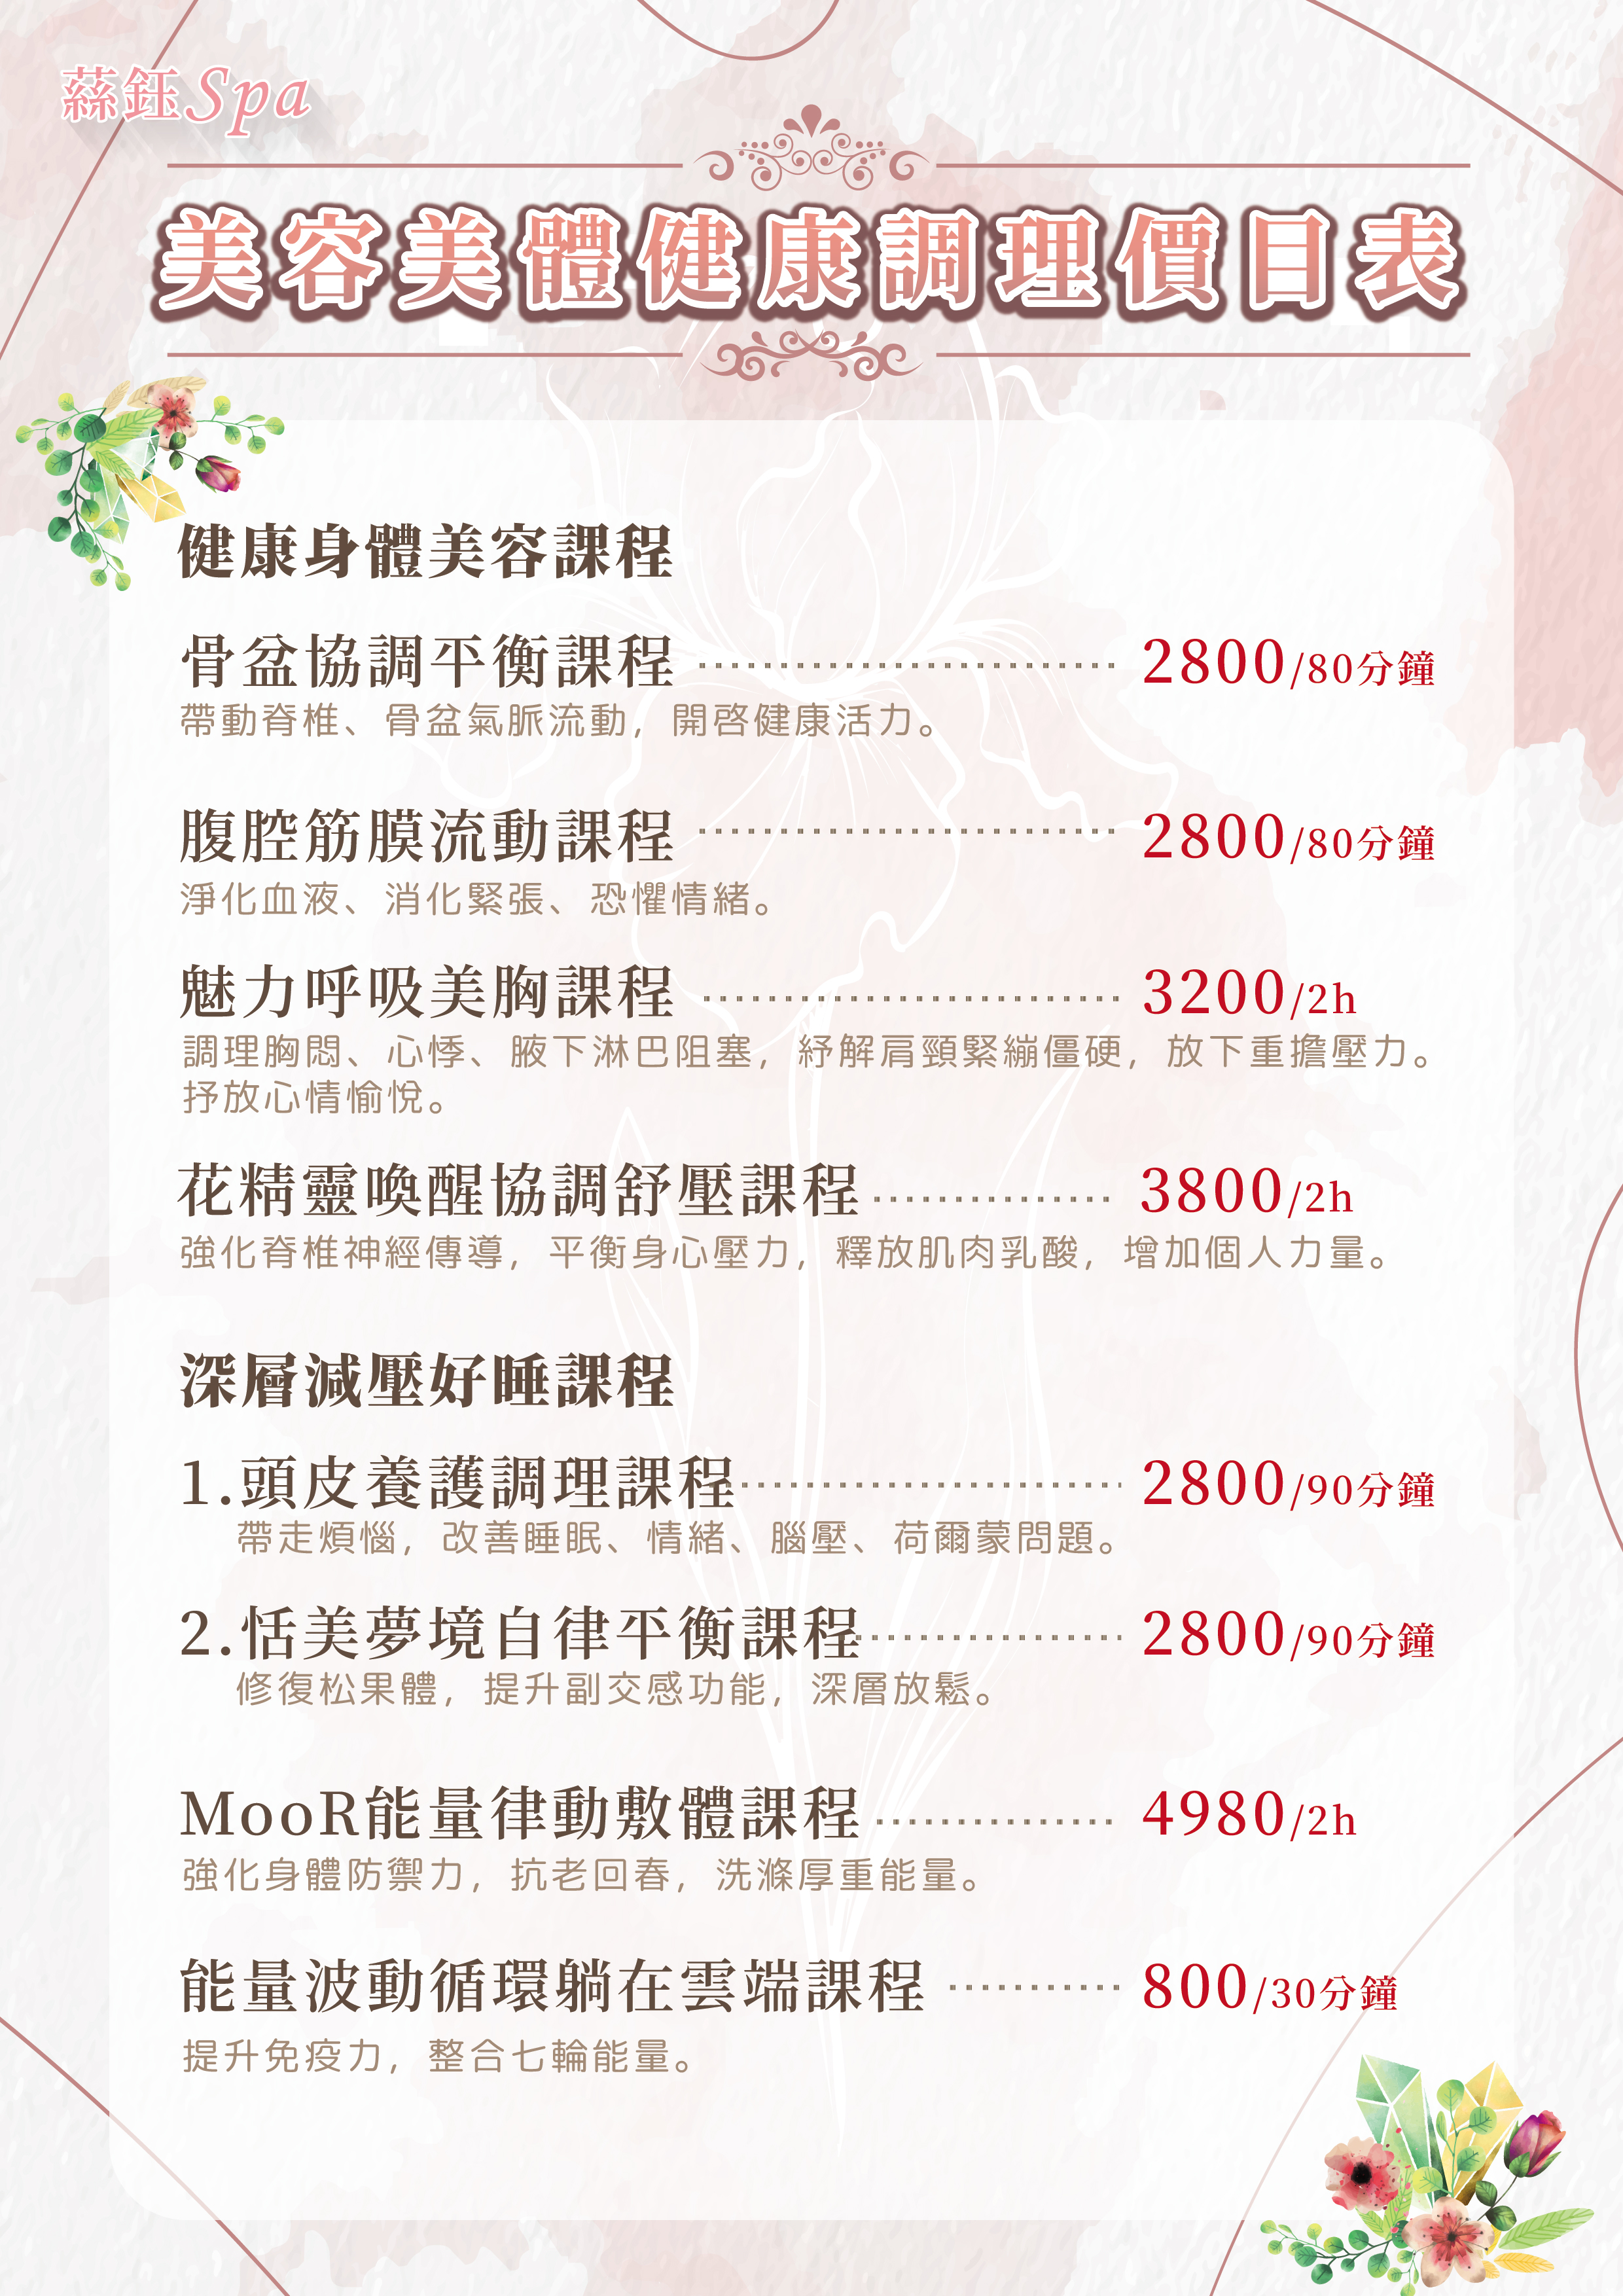 蕬鈺Spa
美容美體健康調理價目表
健康身體美容課程
骨盆協調平衡課程 2800/80分鐘
帶動脊椎、骨盆氣脈流動，開啓健康活力。
腹腔筋膜流動課程 2800/80分鐘
淨化血液、消化緊張、恐懼情緒。
魅力呼吸美胸課程 3200/2h
調理胸悶、心悸、腋下淋巴阻塞，紓解肩頸緊繃僵硬，放下重擔壓力。
抒放心情愉悅。
花精靈喚醒協調舒壓課程 3800/2h
強化脊椎神經傳導，平衡身心壓力，釋放肌肉乳酸，增加個人力量。
深層減壓好睡課程
1.頭皮養護調理課程 2800/90分鐘
帶走煩惱，改善睡眠、情緒、腦壓、荷爾蒙問題。
2.恬美夢境自律平衡課程 2800/90分鐘
修復松果體，提升副交感功能，深層放鬆。
MooR能量律動敷體課程 4980/2h
強化身體防禦力，抗老回春，洗滌厚重能量。
能量波動循環躺在雲端課程 800/30分鐘
提升免疫力，整合七輪能量。